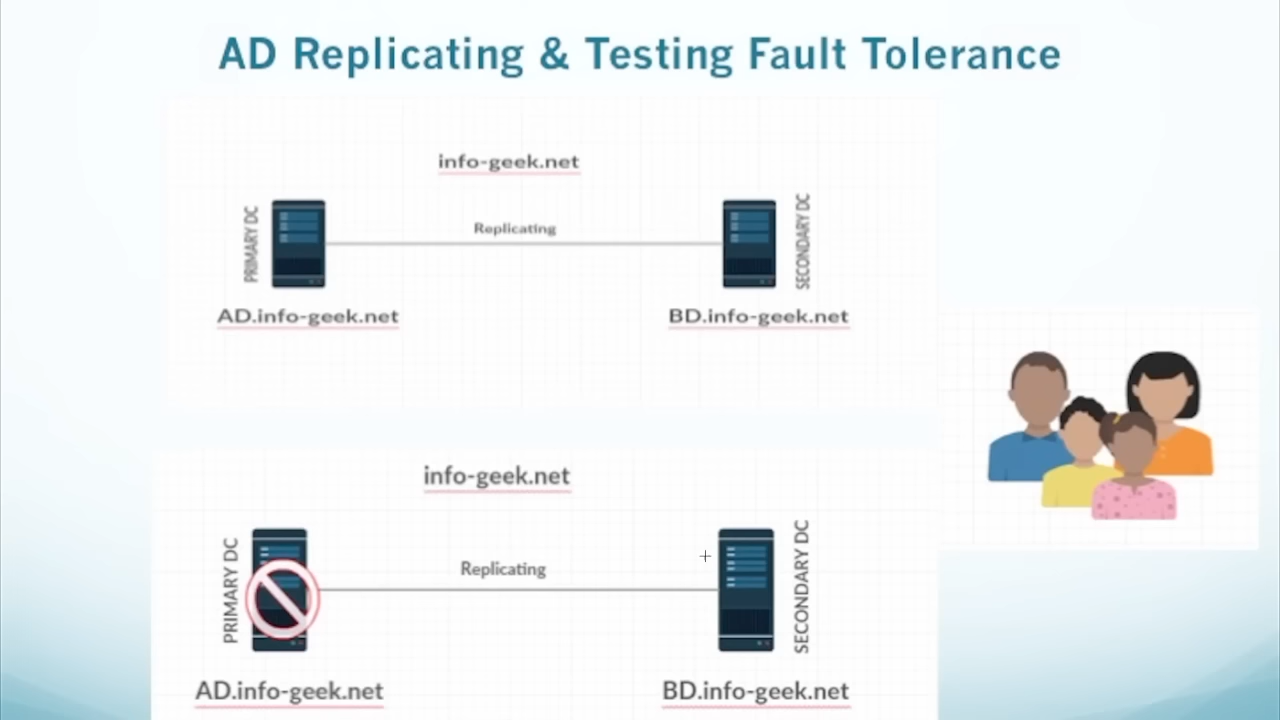 AD Replicating & Testing Fault Tolerance
info-geek.net
PRIMARY DC
Replicating
SECONDARY DC
AD.info-geek.net
BD.info-geek.net
info-geek.net
PRIMARY DC
Replicating
SECONDARY DC
AD.info-geek.net
BD.info-geek.net